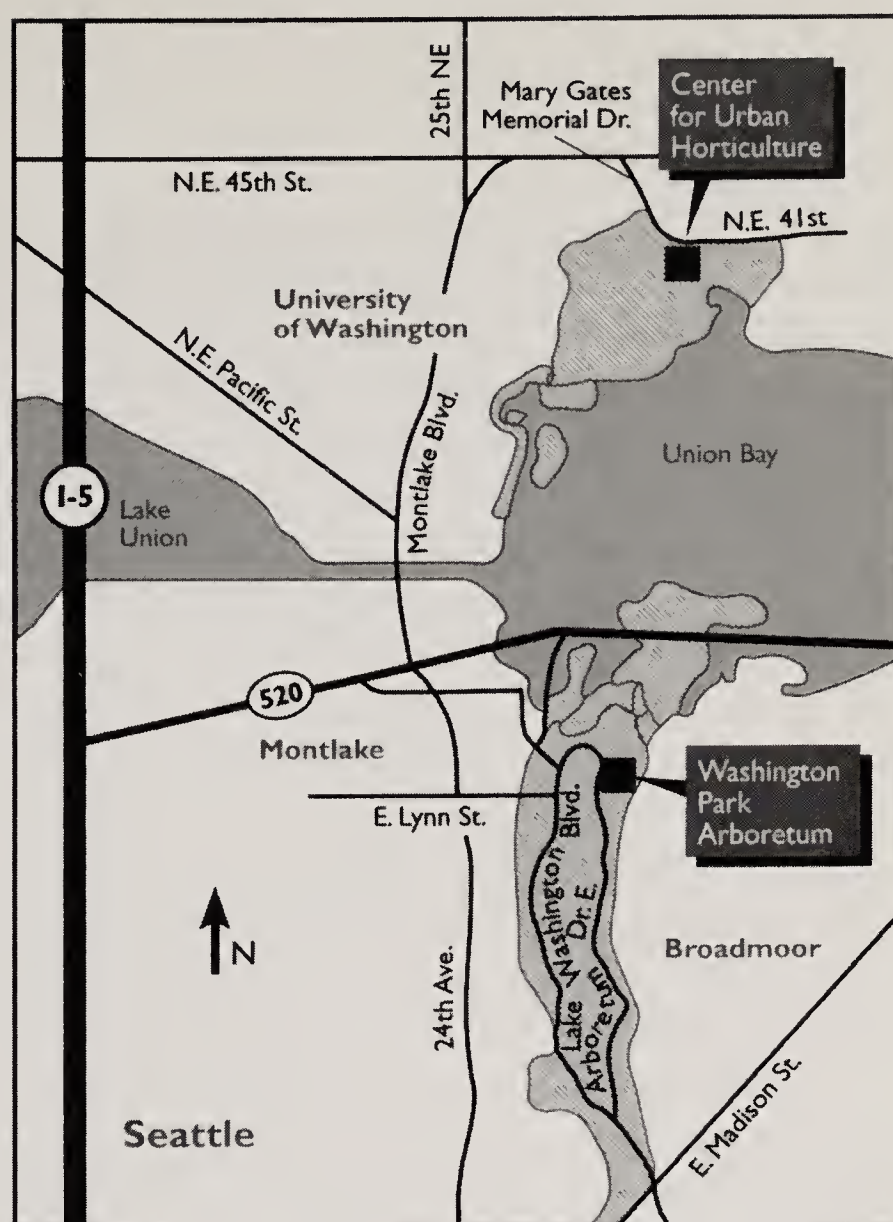 25th NE
Mary Gates
Memorial Dr.
Center
for Urban
Horticulture
N.E. 45th St.
N.E. 41st
University
of Washington
N.E. Pacific St.
Montlake Blvd.
Union Bay
I-5
Lake
Union
520
Montlake
Washington
Park
Arboretum
E. Lynn St.
Lake Washington Blvd.
Arboretum Dr. E.
N
24th Ave.
Broadmoor
Seattle
E. Madison St.